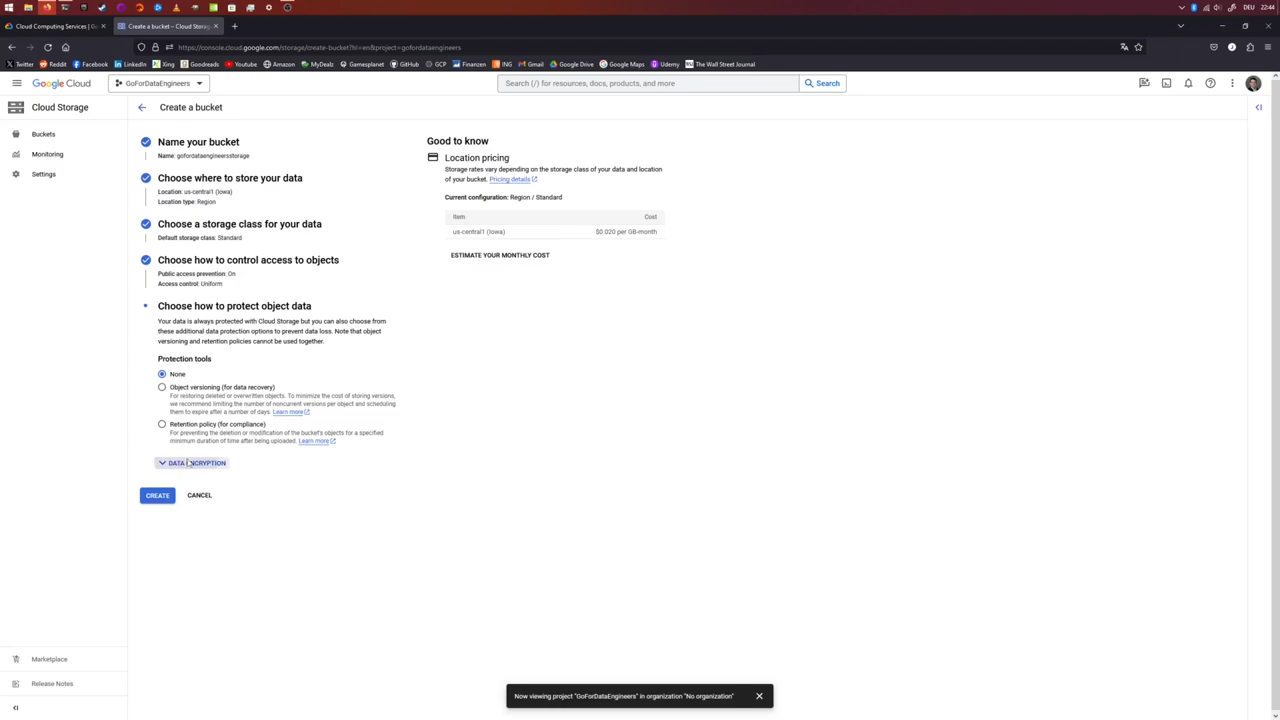 DEU 22:44
Cloud Computing Services | Go
Create a bucket – Cloud Storag
https://console.cloud.google.com/storage/create-bucket?hl=en&project=gofordataengineers
Twitter Reddit Facebook LinkedIn Xing Goodreads Youtube Amazon MyDealz Gamesplanet GitHub GCP Finanzen ING Gmail Google Drive Google Maps Udemy The Wall Street Journal
Google Cloud GoForDataEngineers Search (/) for resources, docs, products, and more Search
Cloud Storage
Create a bucket
Buckets
Monitoring
Settings
Name your bucket
Name: gofordataengineersstorage
Choose where to store your data
Location: us-central1 (Iowa)
Location type: Region
Choose a storage class for your data
Default storage class: Standard
Choose how to control access to objects
Public access prevention: On
Access control: Uniform
Choose how to protect object data
Your data is always protected with Cloud Storage but you can also choose from
these additional data protection options to prevent data loss. Note that object
versioning and retention policies cannot be used together.
Protection tools
None
Object versioning (for data recovery)
For restoring deleted or overwritten objects. To minimize the cost of storing versions,
we recommend limiting the number of noncurrent versions per object and scheduling
them to expire after a number of days. Learn more
Retention policy (for compliance)
For preventing the deletion or modification of the bucket's objects for a specified
minimum duration of time after being uploaded. Learn more
DATA ENCRYPTION
CREATE CANCEL
Good to know
Location pricing
Storage rates vary depending on the storage class of your data and location
of your bucket. Pricing details
Current configuration: Region / Standard
Item Cost
us-central1 (Iowa) $0.020 per GB-month
ESTIMATE YOUR MONTHLY COST
Marketplace
Release Notes
Now viewing project "GoForDataEngineers" in organization "No organization"